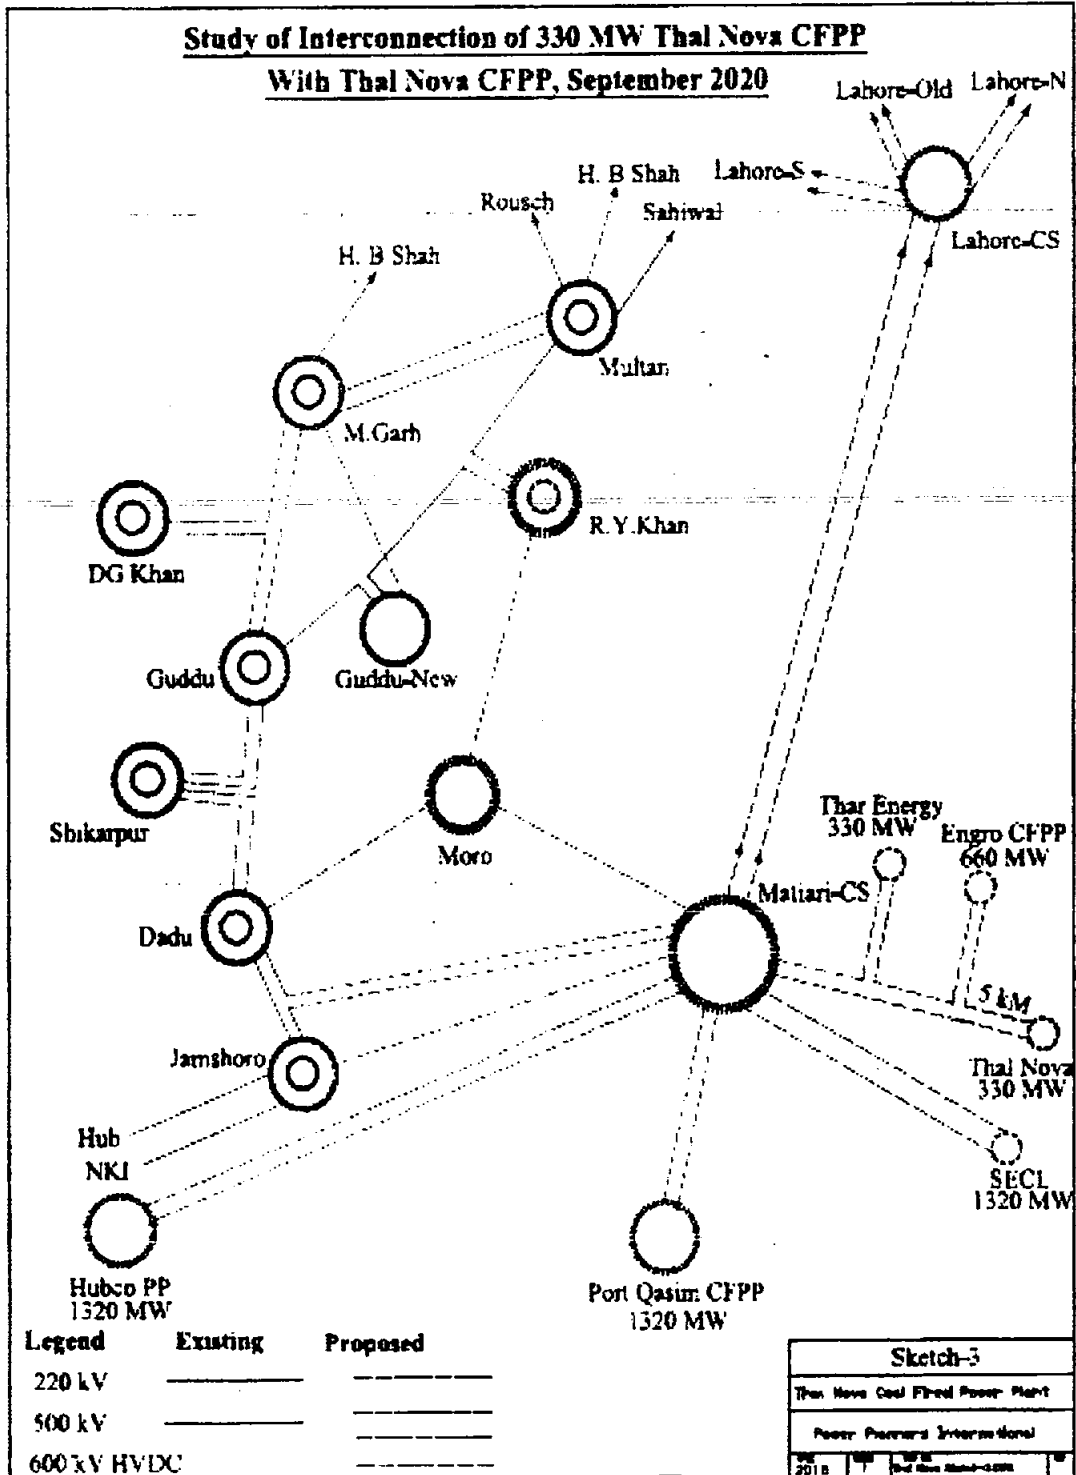 Study of Interconnection of 330 MW Thal Nova CFPP
With Thal Nova CFPP, September 2020
Lahore-Old
Lahore-N
H. B Shah
Lahore-S
Rousch
Sahiwal
Lahore-CS
H. B Shah
Multan
M.Garh
R.Y.Khan
DG Khan
Guddu
Guddu-New
Shikarpur
Thar Energy
330 MW
Engro CFPP
660 MW
Moro
Matiari-CS
Dadu
5 kM
Jamshoro
Thal Nova
330 MW
Hub
NKI
SECL
1320 MW
Hubco PP
1320 MW
Port Qasim CFPP
1320 MW
Legend Existing Proposed
220 kV
500 kV
600 kV HVDC
Sketch-3
Thal Nova Coal Fired Power Plant
Power Planners International
2018